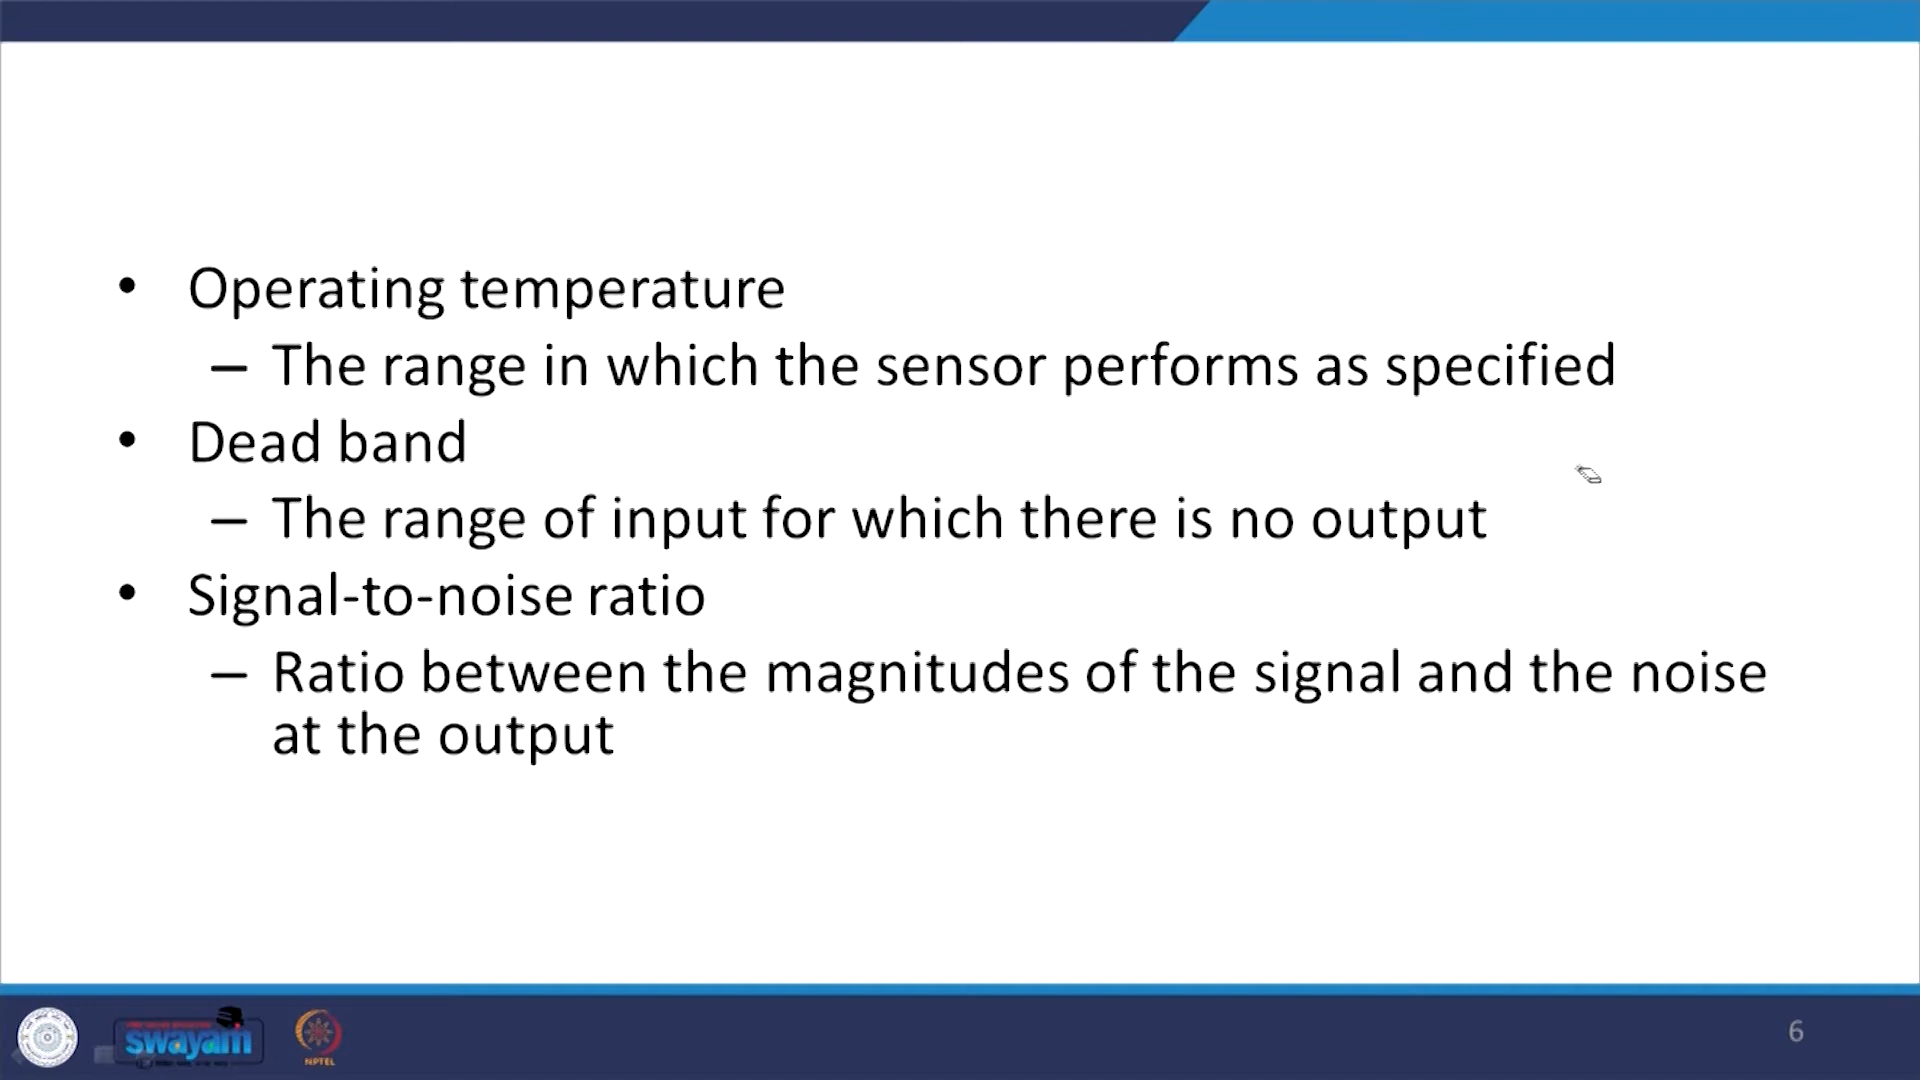 • Operating temperature
– The range in which the sensor performs as specified
• Dead band
– The range of input for which there is no output
• Signal-to-noise ratio
– Ratio between the magnitudes of the signal and the noise
at the output
swayam
NPTEL
6